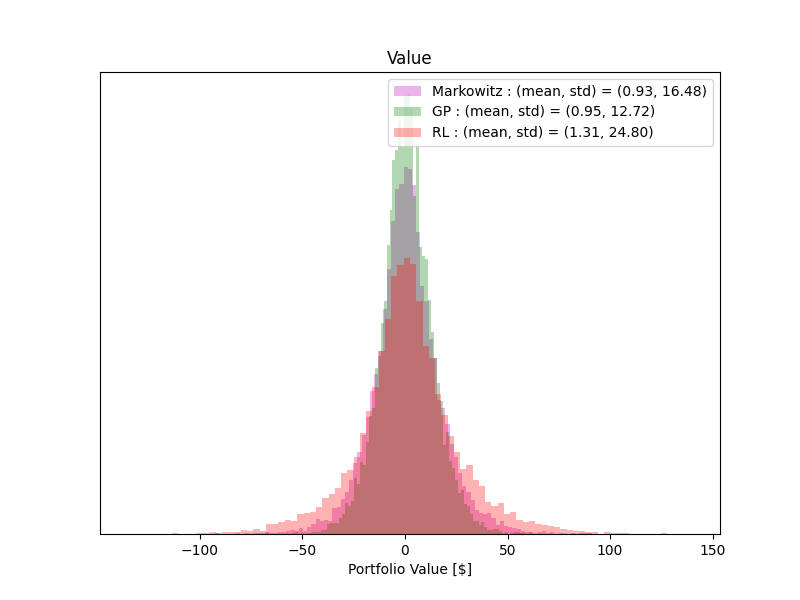 Value
Markowitz : (mean, std) = (0.93, 16.48)
GP : (mean, std) = (0.95, 12.72)
RL : (mean, std) = (1.31, 24.80)
−100 −50 0 50 100 150
Portfolio Value [$]